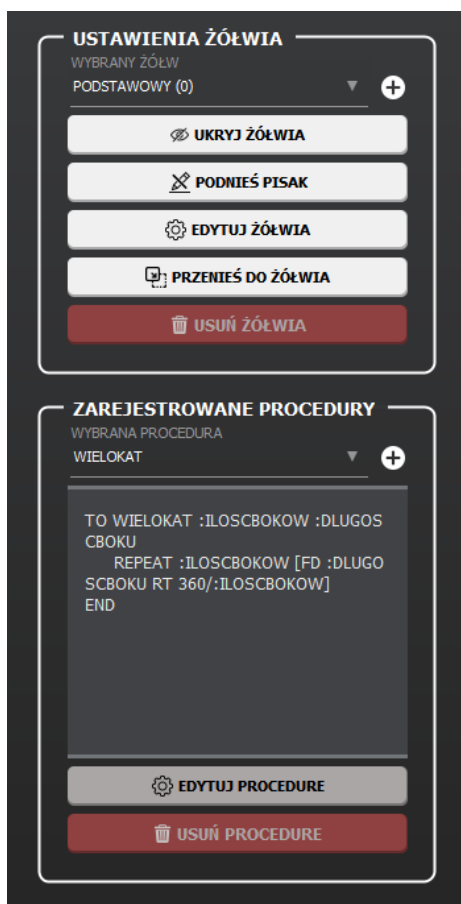 USTAWIENIA ŻÓŁWIA
WYBRANY ŻÓŁW
PODSTAWOWY (0)
UKRYJ ŻÓŁWIA
PODNIEŚ PISAK
EDYTUJ ŻÓŁWIA
PRZENIEŚ DO ŻÓŁWIA
USUŃ ŻÓŁWIA
ZAREJESTROWANE PROCEDURY
WYBRANA PROCEDURA
WIELOKAT
TO WIELOKAT :ILOSCBOKOW :DLUGOS
CBOKU
REPEAT :ILOSCBOKOW [FD :DLUGO
SCBOKU RT 360/:ILOSCBOKOW]
END
EDYTUJ PROCEDURE
USUŃ PROCEDURE